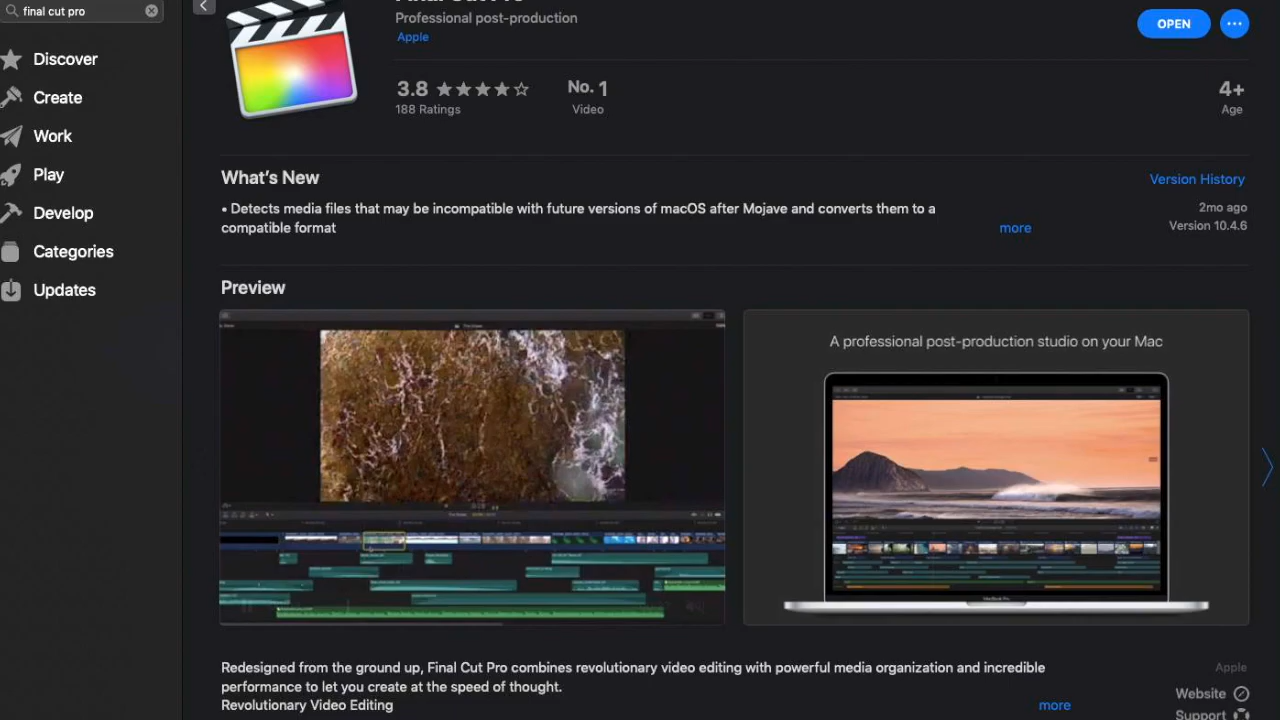 final cut pro
Discover
Create
Work
Play
Develop
Categories
Updates
Final Cut Pro
Professional post-production
Apple
OPEN
3.8
188 Ratings
No. 1
Video
4+
Age
What's New
Version History
• Detects media files that may be incompatible with future versions of macOS after Mojave and converts them to a
compatible format
more
2mo ago
Version 10.4.6
Preview
A professional post-production studio on your Mac
MacBook Pro
Redesigned from the ground up, Final Cut Pro combines revolutionary video editing with powerful media organization and incredible
performance to let you create at the speed of thought.
Revolutionary Video Editing
more
Apple
Website
Support